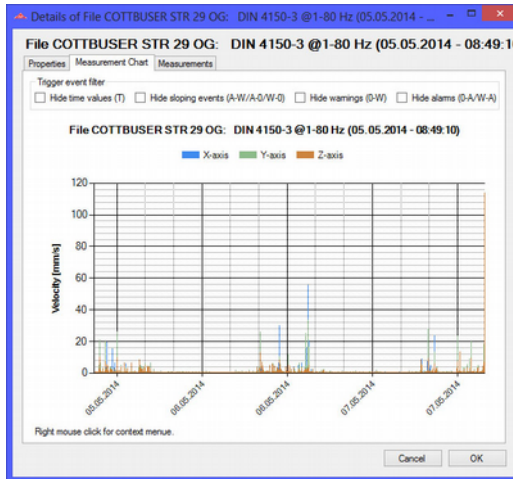 Details of File COTTBUSER STR 29 OG: DIN 4150-3 @1-80 Hz (05.05.2014 - ...
File COTTBUSER STR 29 OG: DIN 4150-3 @1-80 Hz (05.05.2014 - 08:49:1
Properties Measurement Chart Measurements
Trigger event filter
Hide time values (T) Hide sloping events (A-W/A-0/W-0) Hide warnings (0-W) Hide alarms (0-A/W-A)
File COTTBUSER STR 29 OG: DIN 4150-3 @1-80 Hz (05.05.2014 - 08:49:10)
X-axis Y-axis Z-axis
120
100
80
60
40
20
0
Velocity [mm/s]
05.05.2014 06.05.2014 06.05.2014 07.05.2014 07.05.2014
Right mouse click for context menue.
Cancel OK